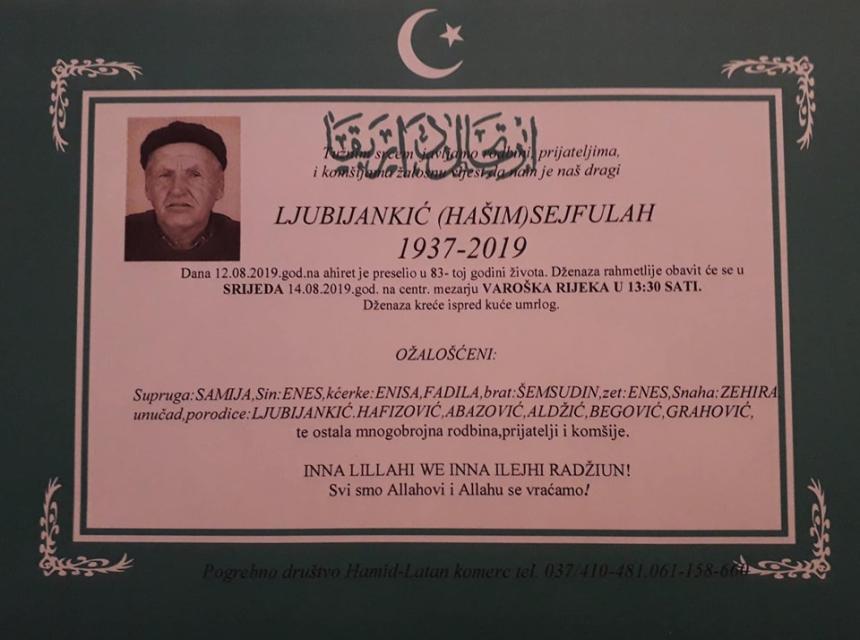 Tužnim srcem javljamo rodbini, prijateljima,
i komšijama žalosnu vijest da nam je naš dragi
LJUBIJANKIĆ (HAŠIM)SEJFULAH
1937-2019
Dana 12.08.2019.god.na ahiret je preselio u 83- toj godini života. Dženaza rahmetlije obavit će se u
SRIJEDA 14.08.2019.god. na centr. mezarju VAROŠKA RIJEKA U 13:30 SATI.
Dženaza kreće ispred kuće umrlog.
OŽALOŠĆENI:
Supruga:SAMIJA,Sin:ENES,kćerke:ENISA,FADILA,brat:ŠEMSUDIN,zet:ENES,Snaha:ZEHIRA
unučad,porodice:LJUBIJANKIĆ.HAFIZOVIĆ,ABAZOVIĆ,ALDŽIĆ,BEGOVIĆ,GRAHOVIĆ,
te ostala mnogobrojna rodbina,prijatelji i komšije.
INNA LILLAHI WE INNA ILEJHI RADŽIUN!
Svi smo Allahovi i Allahu se vraćamo!
Pogrebno društvo Hamid-Latan komerc tel. 037/410-481,061-158-660